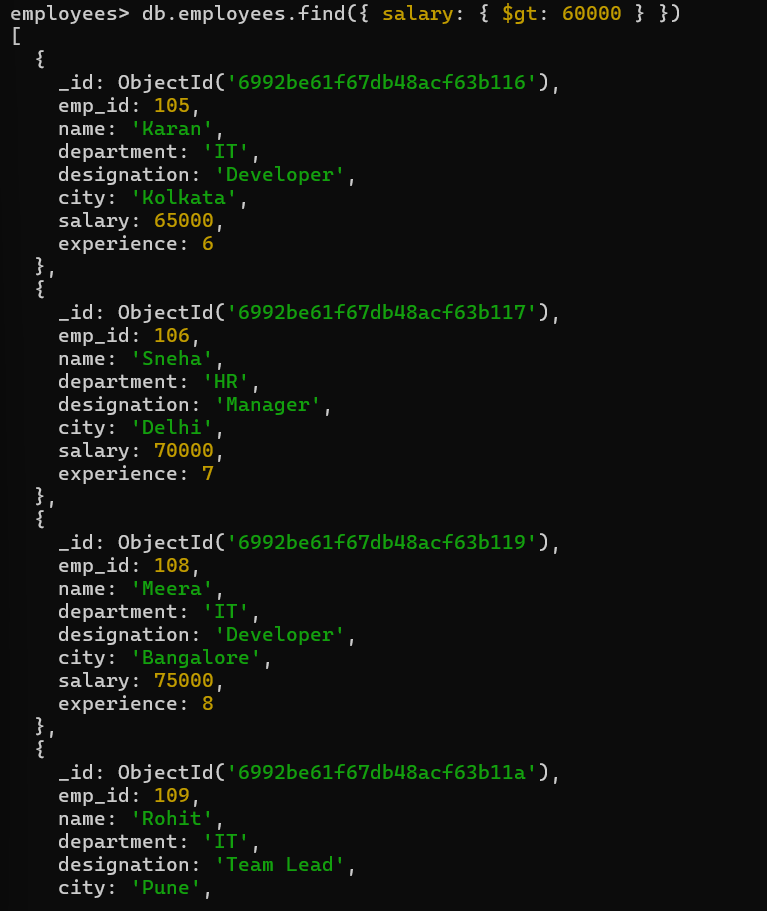 employees> db.employees.find({ salary: { $gt: 60000 } })
[
  {
    _id: ObjectId('6992be61f67db48acf63b116'),
    emp_id: 105,
    name: 'Karan',
    department: 'IT',
    designation: 'Developer',
    city: 'Kolkata',
    salary: 65000,
    experience: 6
  },
  {
    _id: ObjectId('6992be61f67db48acf63b117'),
    emp_id: 106,
    name: 'Sneha',
    department: 'HR',
    designation: 'Manager',
    city: 'Delhi',
    salary: 70000,
    experience: 7
  },
  {
    _id: ObjectId('6992be61f67db48acf63b119'),
    emp_id: 108,
    name: 'Meera',
    department: 'IT',
    designation: 'Developer',
    city: 'Bangalore',
    salary: 75000,
    experience: 8
  },
  {
    _id: ObjectId('6992be61f67db48acf63b11a'),
    emp_id: 109,
    name: 'Rohit',
    department: 'IT',
    designation: 'Team Lead',
    city: 'Pune',